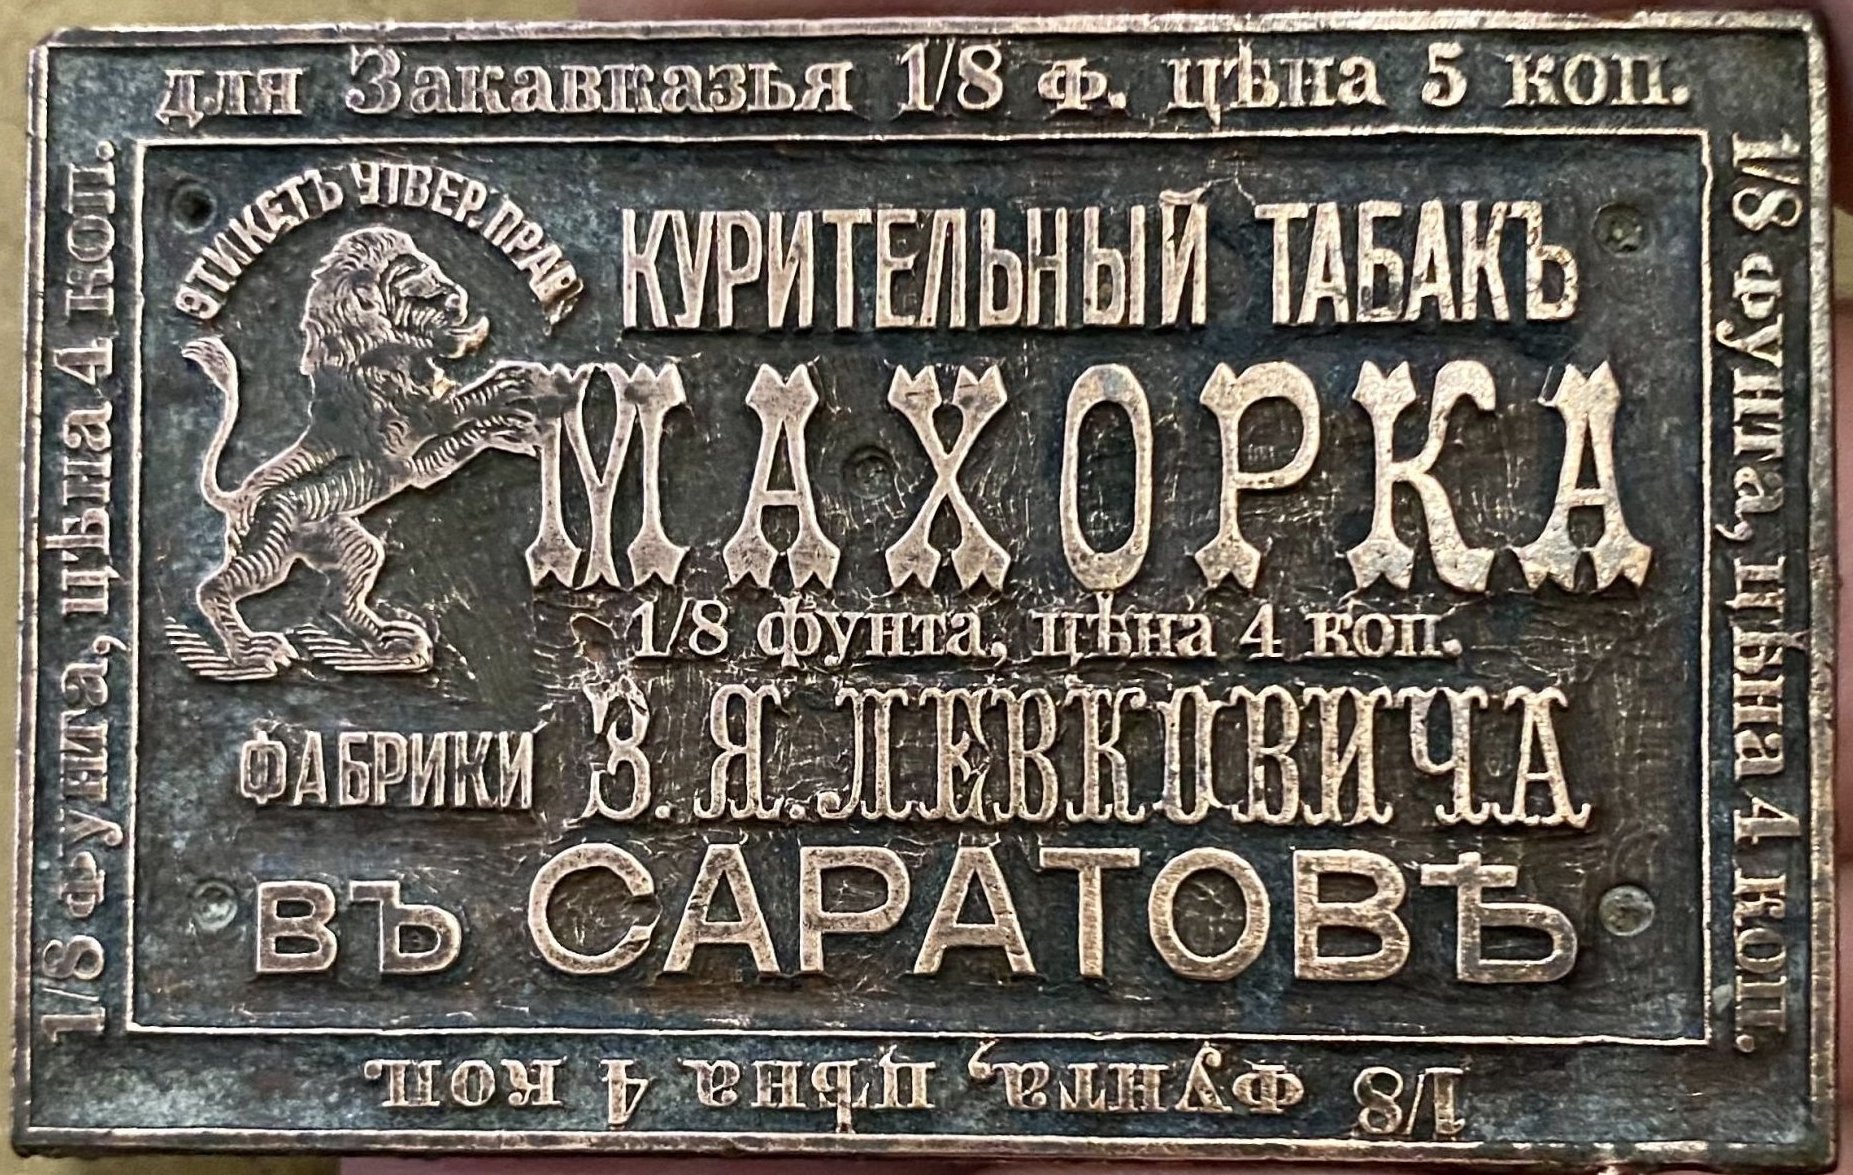 для Закавказья 1/8 ф. цѣна 5 коп.
ЭТИКЕТЪ УТВЕР. ПРАВ.
КУРИТЕЛЬНЫЙ ТАБАКЪ
МАХОРКА
1/8 фунта, цѣна 4 коп.
ФАБРИКИ З. Я. ЛЕВКОВИЧА
ВЪ САРАТОВѢ
1/8 фунта, цѣна 4 коп.
1/8 фунта, цѣна 4 коп.
1/8 фунта, цѣна 4 коп.